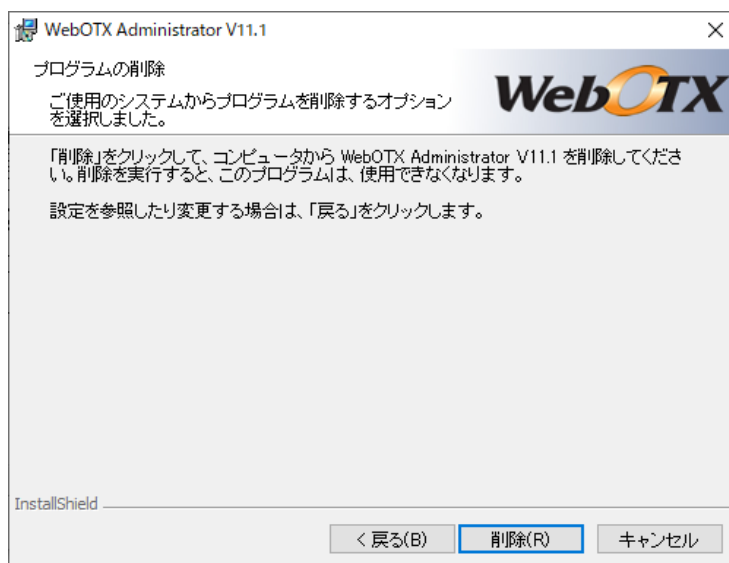 WebOTX Administrator V11.1
プログラムの削除
ご使用のシステムからプログラムを削除するオプション
を選択しました。
WebOTX
「削除」をクリックして、コンピュータから WebOTX Administrator V11.1 を削除してくださ
い。削除を実行すると、このプログラムは、使用できなくなります。
設定を参照したり変更する場合は、「戻る」をクリックします。
InstallShield
< 戻る(B)
削除(R)
キャンセル